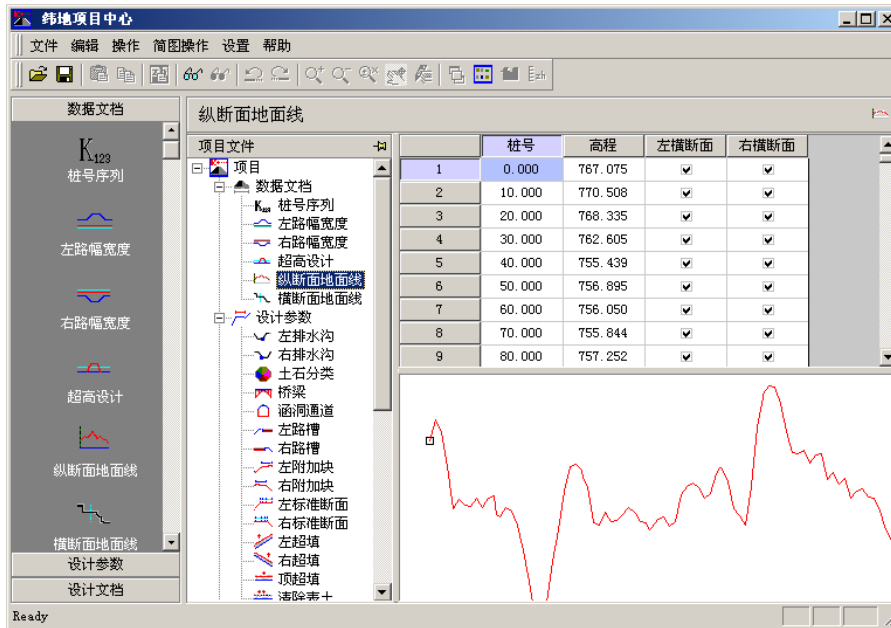 纬地项目中心
文件 编辑 操作 简图操作 设置 帮助
zh
数据文档
K123
桩号序列
左路幅宽度
右路幅宽度
超高设计
纵断面地面线
横断面地面线
设计参数
设计文档
纵断面地面线
项目文件
项目
数据文档
桩号序列
左路幅宽度
右路幅宽度
超高设计
纵断面地面线
横断面地面线
设计参数
左排水沟
右排水沟
土石分类
桥梁
涵洞通道
左路槽
右路槽
左附加块
右附加块
左标准断面
右标准断面
左超填
右超填
顶超填
清除表土
桩号 高程 左横断面 右横断面
1 0.000 767.075
2 10.000 770.508
3 20.000 768.335
4 30.000 762.605
5 40.000 755.439
6 50.000 756.895
7 60.000 756.050
8 70.000 755.844
9 80.000 757.252
Ready